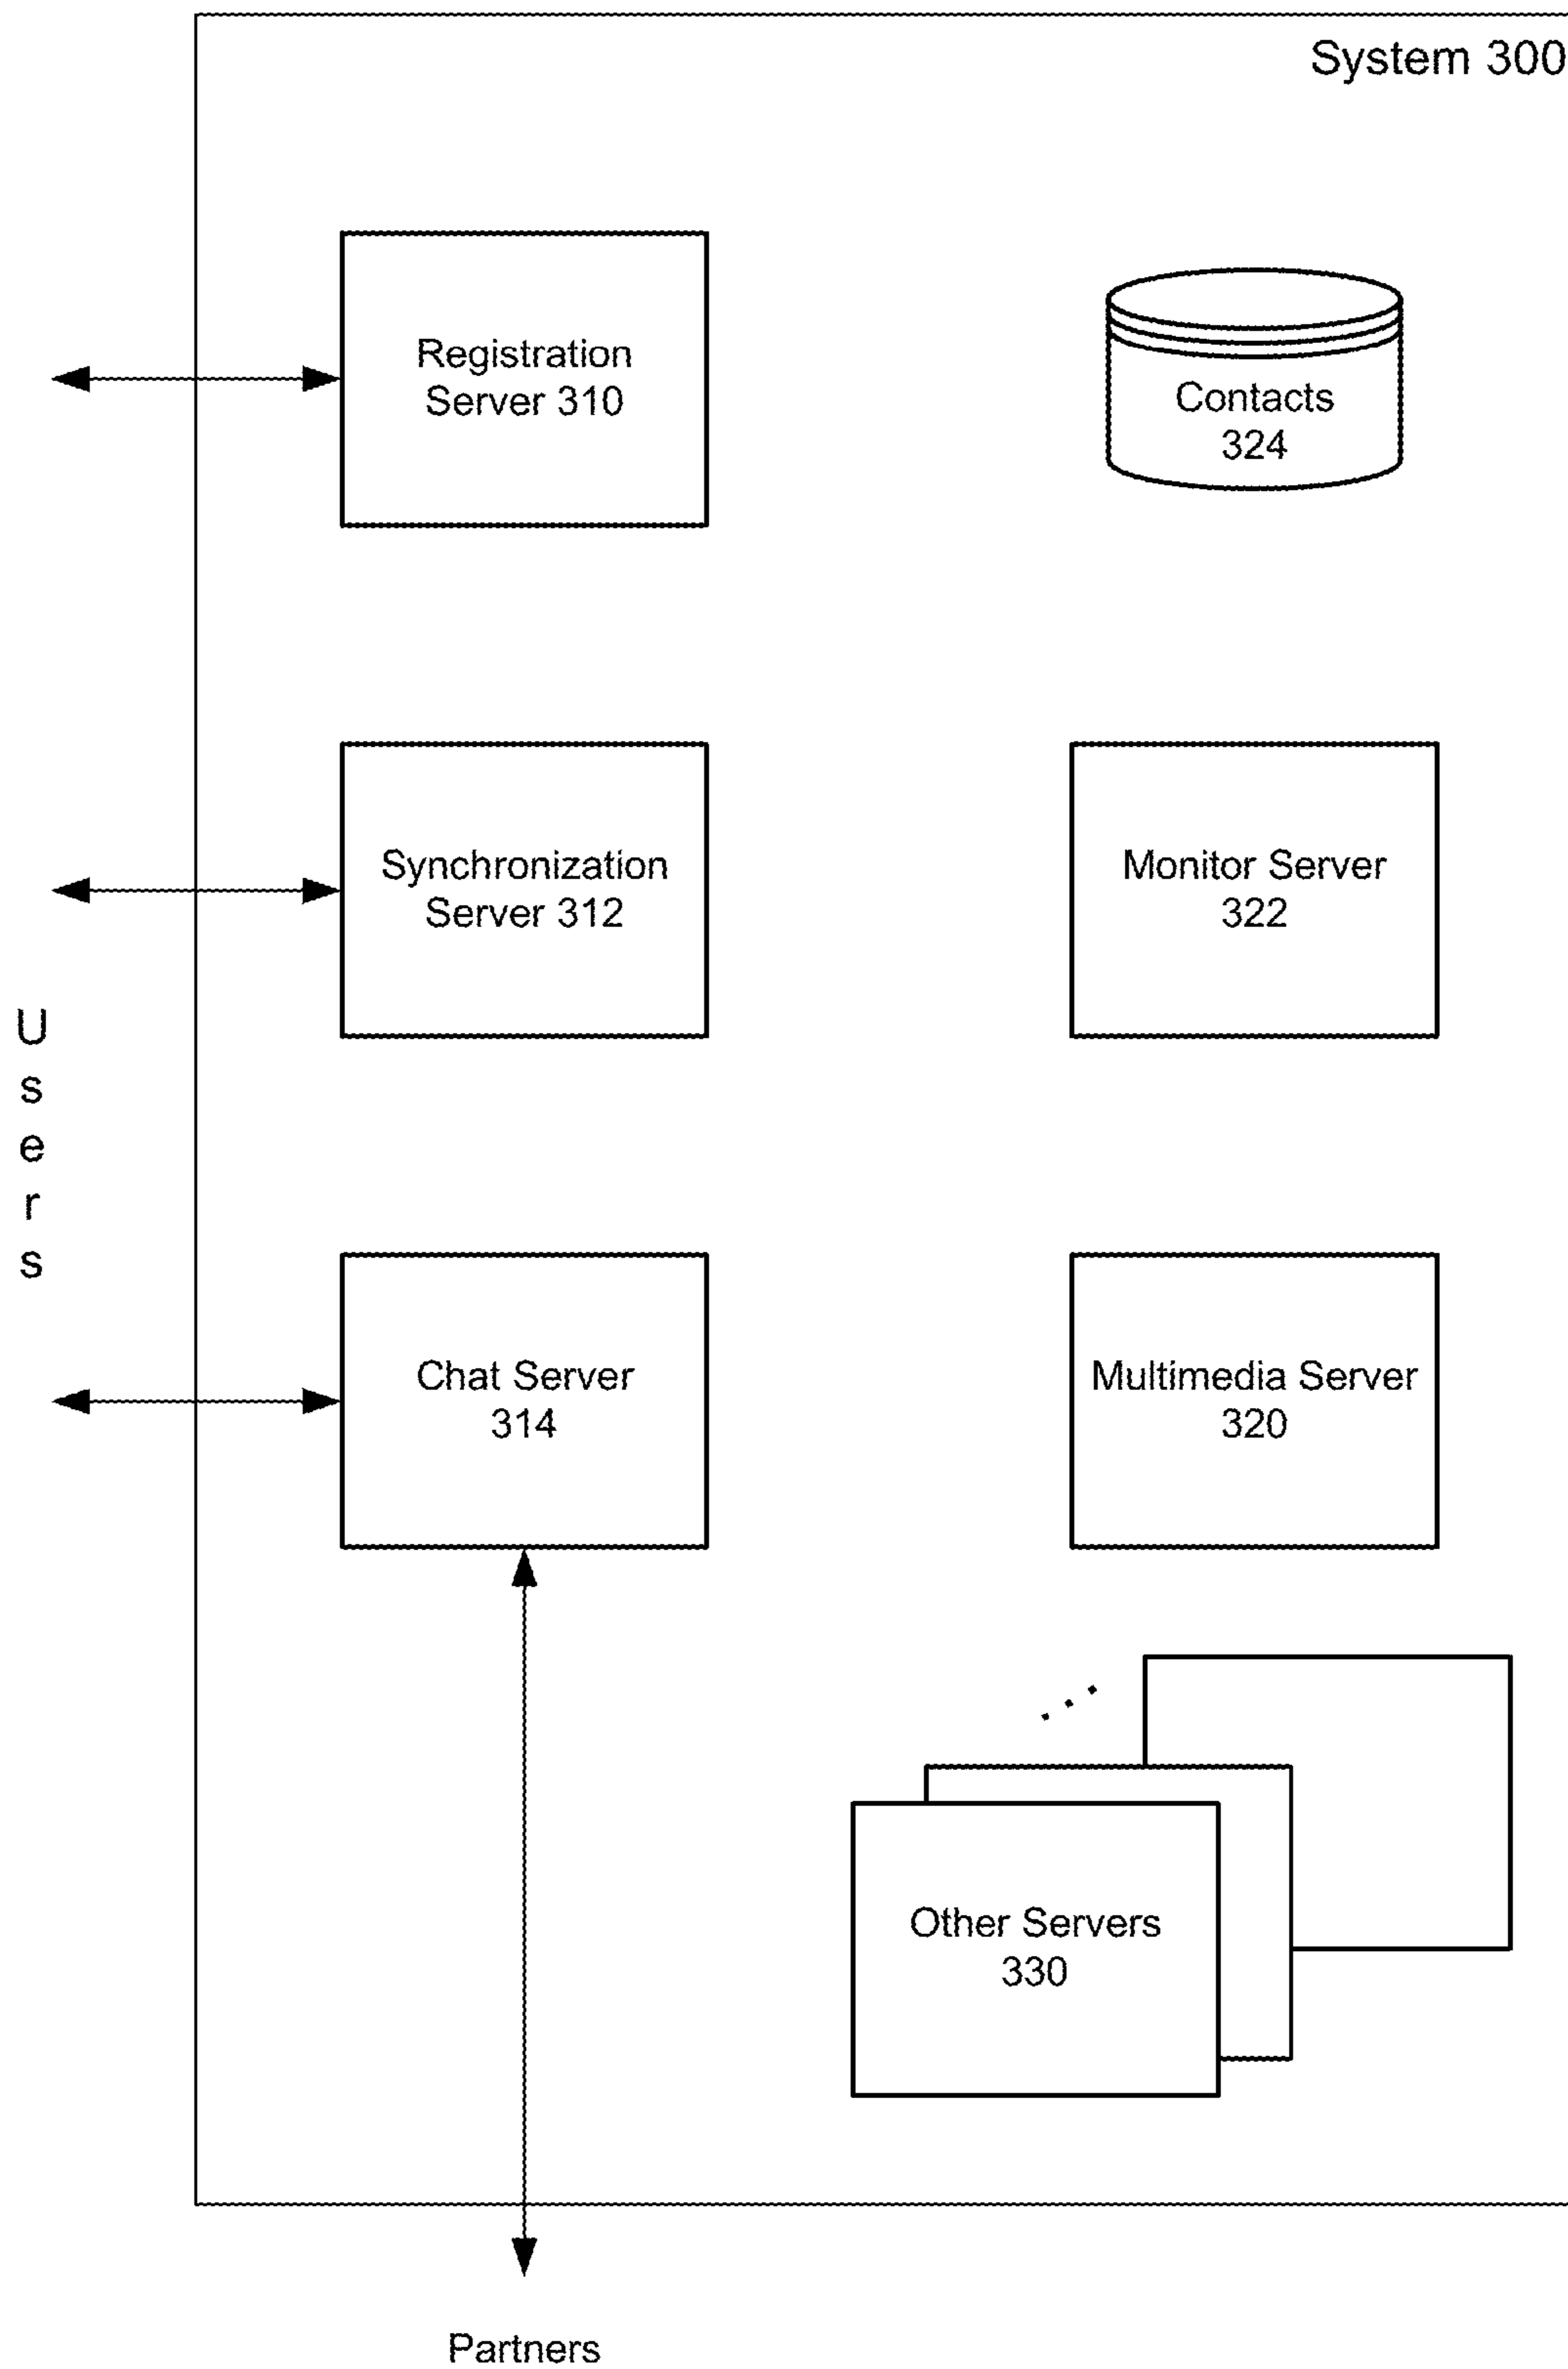 System 300
Registration
Server 310
Contacts
324
Synchronization
Server 312
Monitor Server
322
Users
Chat Server
314
Multimedia Server
320
Other Servers
330
Partners